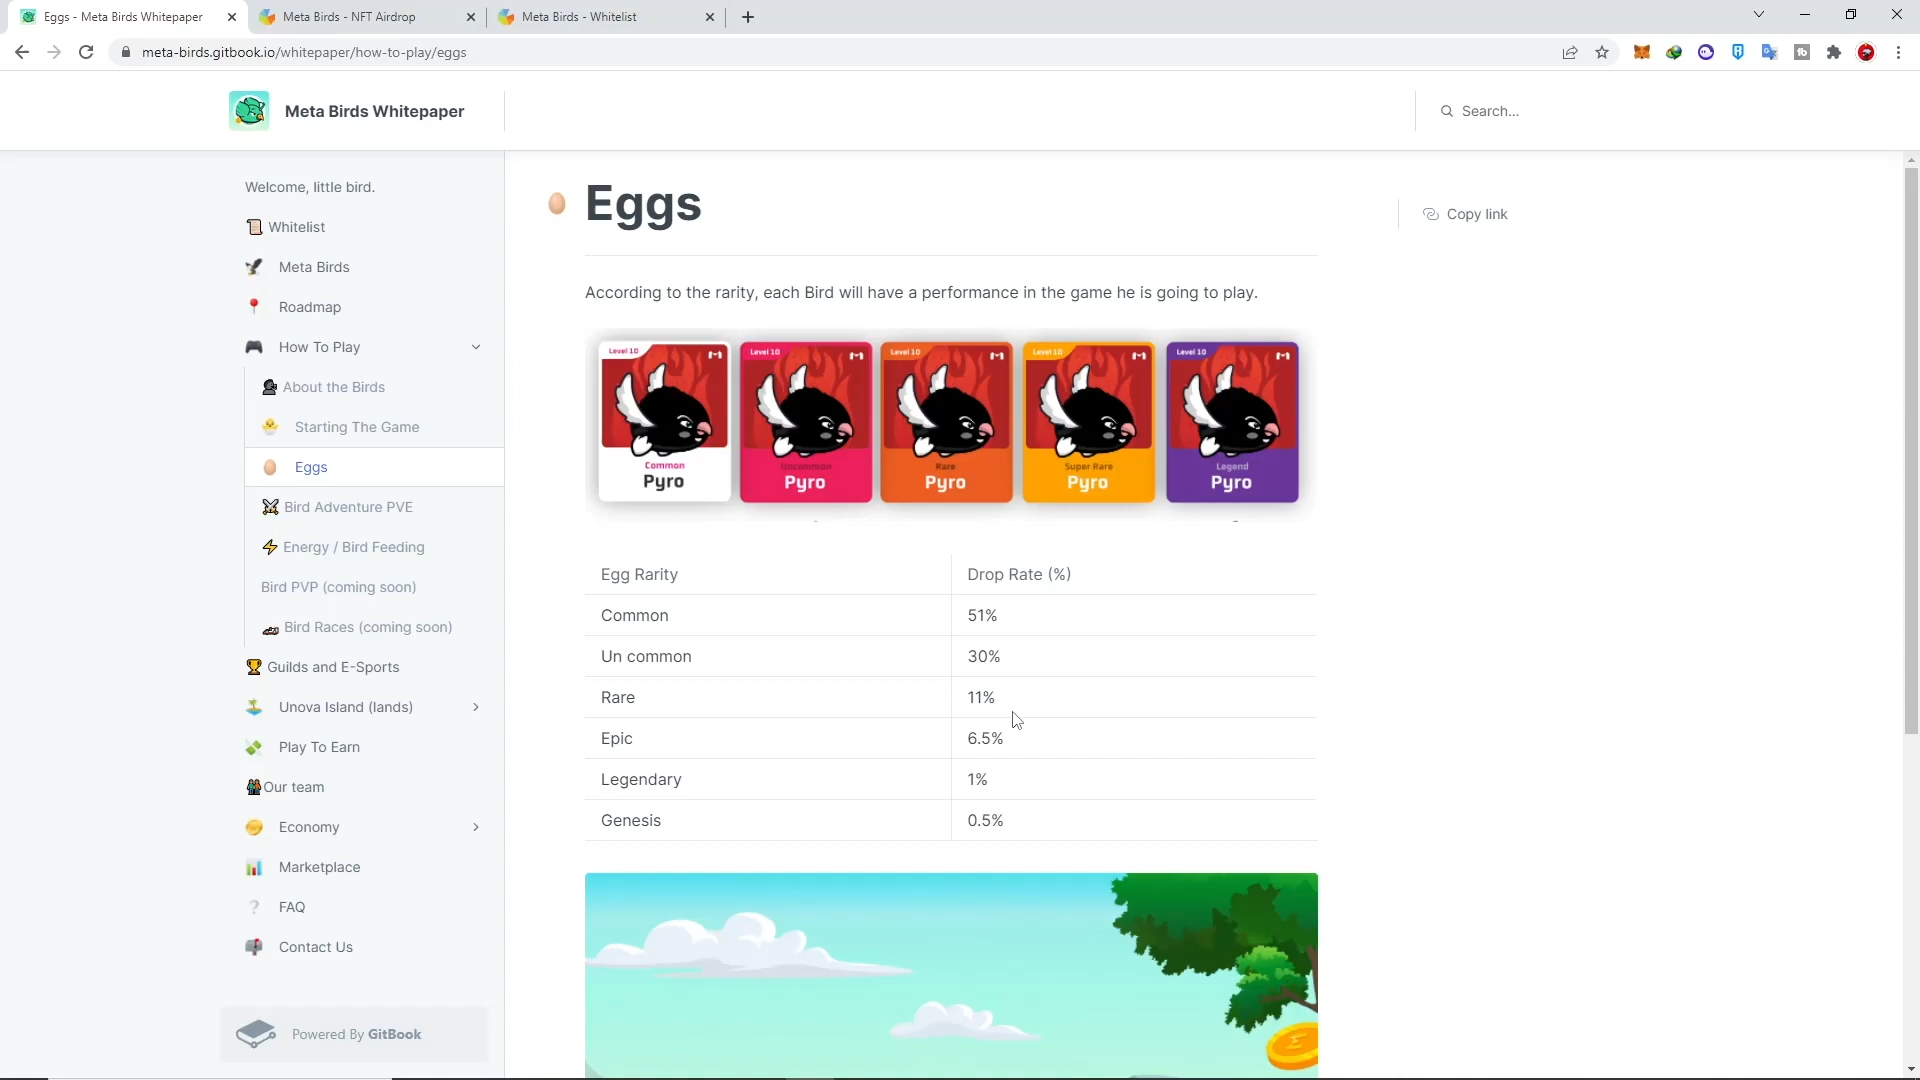 Eggs - Meta Birds Whitepaper
Meta Birds - NFT Airdrop
Meta Birds - Whitelist
meta-birds.gitbook.io/whitepaper/how-to-play/eggs
Meta Birds Whitepaper
Search...
Welcome, little bird.
Whitelist
Meta Birds
Roadmap
How To Play
About the Birds
Starting The Game
Eggs
Bird Adventure PVE
Energy / Bird Feeding
Bird PVP (coming soon)
Bird Races (coming soon)
Guilds and E-Sports
Unova Island (lands)
Play To Earn
Our team
Economy
Marketplace
FAQ
Contact Us
Powered By GitBook
Eggs
Copy link
According to the rarity, each Bird will have a performance in the game he is going to play.
Level 10 Level 10 Level 10 Level 10 Level 10
Common Uncommon Rare Super Rare Legend
Pyro Pyro Pyro Pyro Pyro
Egg Rarity Drop Rate (%)
Common 51%
Un common 30%
Rare 11%
Epic 6.5%
Legendary 1%
Genesis 0.5%